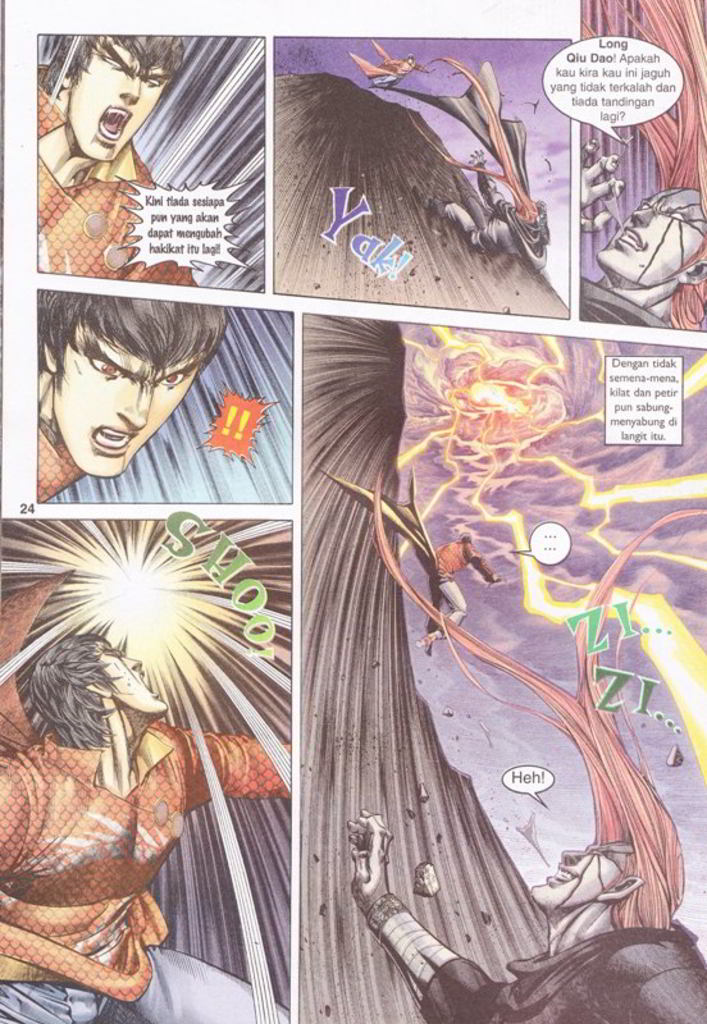 Kini tiada sesiapa
pun yang akan
dapat mengubah
hakikat itu lagi!!
Yak!
Long
Qiu Dao! Apakah
kau kira kau ini jaguh
yang tidak terkalah dan
tiada tandingan
lagi?
!!
Dengan tidak
semena-mena,
kilat dan petir
pun sabung-
menyabung di
langit itu.
...
...
ZI...
ZI...
Heh!
24
SHOOO!